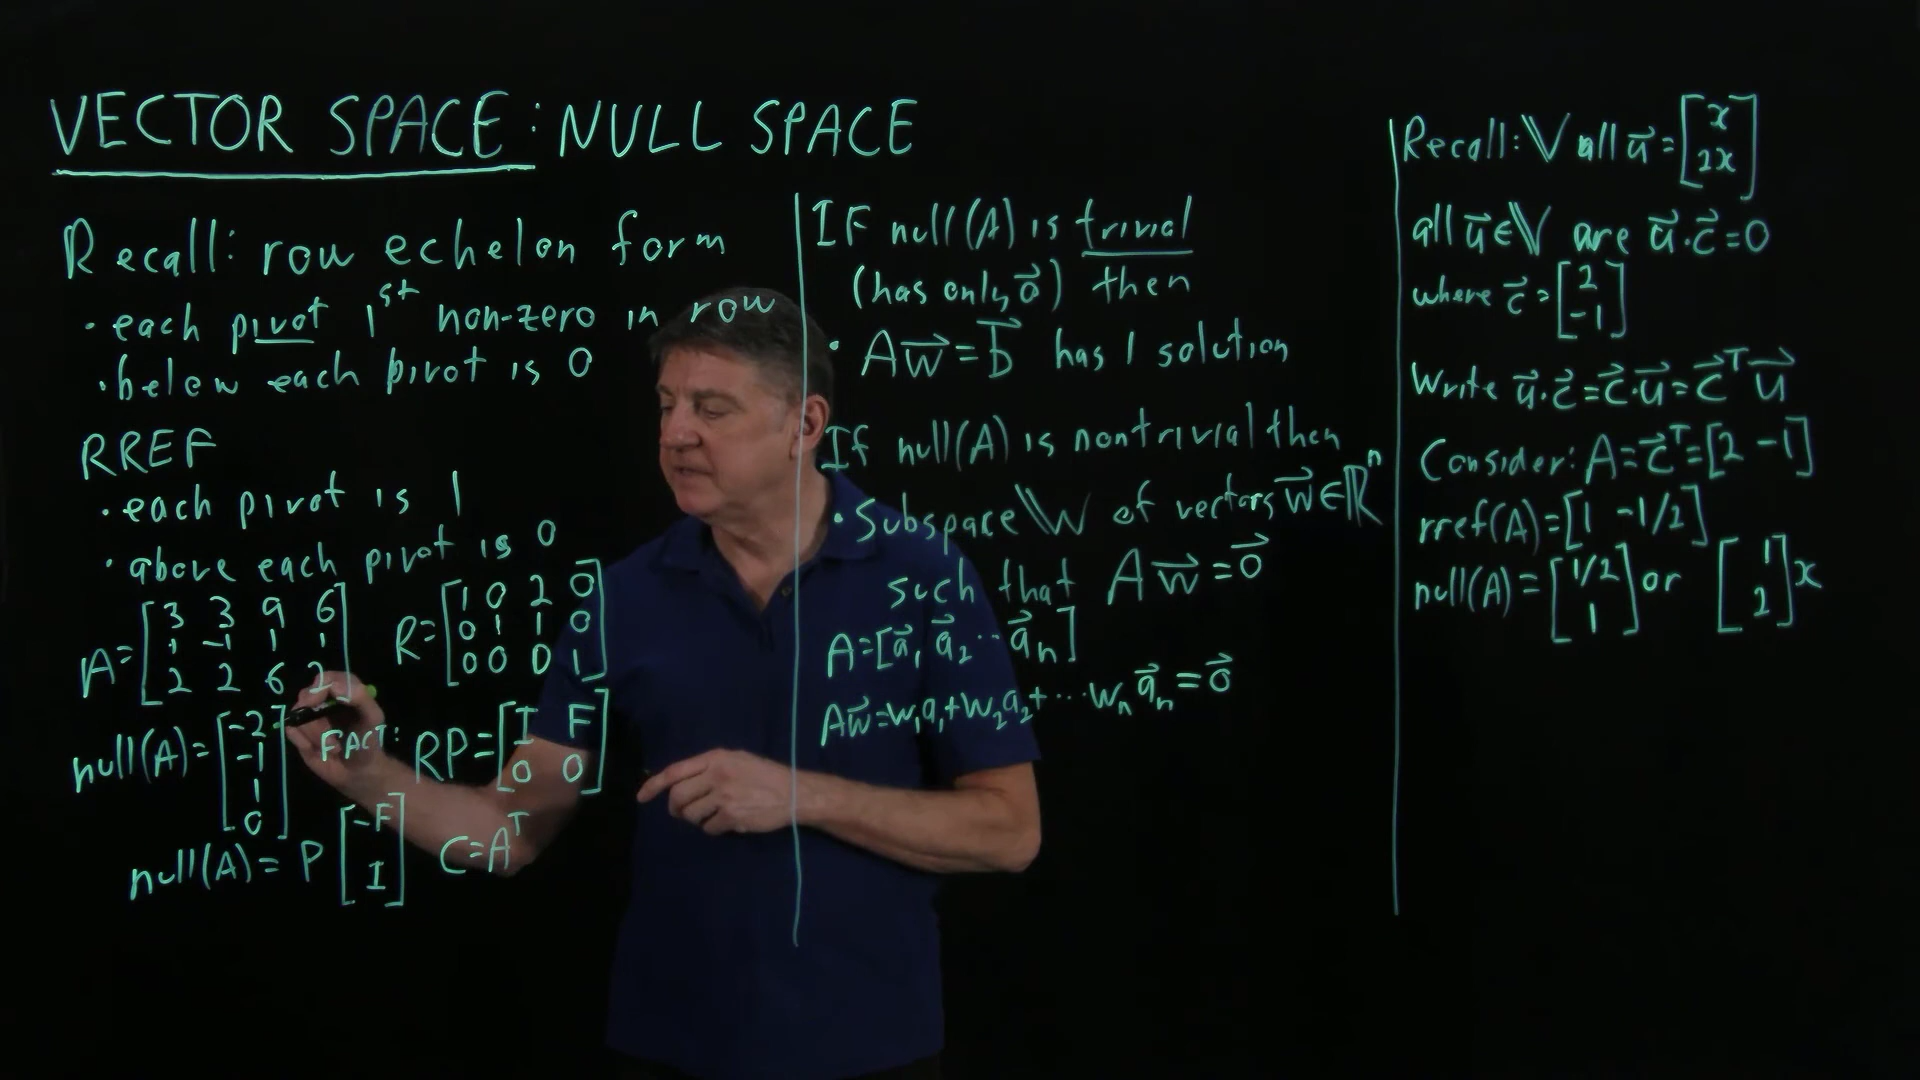 VECTOR SPACE: NULL SPACE
Recall: row echelon form
• each pivot 1st non-zero in row
• below each pivot is 0
RREF
• each pivot is 1
• above each pivot is 0
A = [3 3 9 6
1 -1 1 1
2 2 6 2]
R = [1 0 2 0
0 1 1 0
0 0 0 1]
null(A) = [-2
-1
1
0]
FACT: RP = [I F
0 0]
null(A) = P [-F
I]
C = Aᵀ
IF null(A) is trivial
(has only 0⃗) then
• Aw⃗ = b⃗ has 1 solution
If null(A) is nontrivial then
• Subspace 𝕎 of vectors w⃗ ∈ ℝⁿ
such that Aw⃗ = 0⃗
A = [a⃗₁ a⃗₂ ·· a⃗ₙ]
Aw⃗ = w₁a₁ + w₂a₂ + ··· wₙa⃗ₙ = 0⃗
Recall: 𝕍 all u⃗ = [x
2x]
all u⃗ ∈ 𝕍 are u⃗·c⃗ = 0
where c⃗ = [2
-1]
Write u⃗·c⃗ = c⃗·u⃗ = c⃗ᵀu⃗
Consider: A = c⃗ᵀ = [2 -1]
rref(A) = [1 -1/2]
null(A) = [1/2
1] or [1
2] x